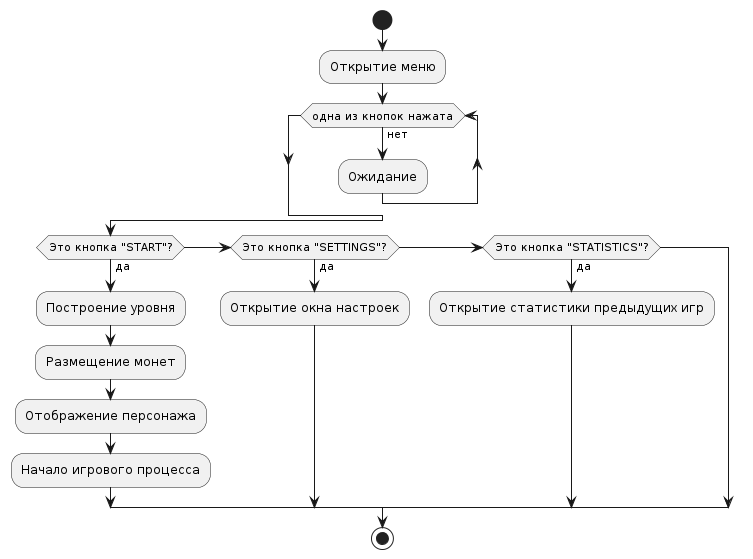 Открытие меню
одна из кнопок нажата
нет
Ожидание
Это кнопка "START"?
Это кнопка "SETTINGS"?
Это кнопка "STATISTICS"?
да
да
да
Построение уровня
Открытие окна настроек
Открытие статистики предыдущих игр
Размещение монет
Отображение персонажа
Начало игрового процесса